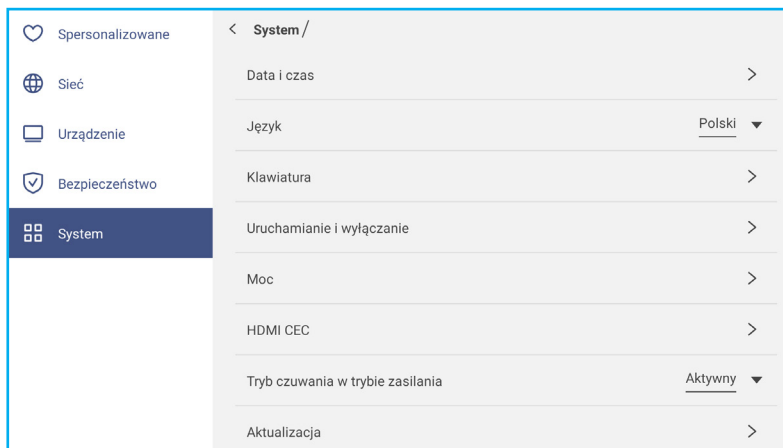 Spersonalizowane
Sieć
Urządzenie
Bezpieczeństwo
System
System/
Data i czas
Język Polski
Klawiatura
Uruchamianie i wyłączanie
Moc
HDMI CEC
Tryb czuwania w trybie zasilania Aktywny
Aktualizacja